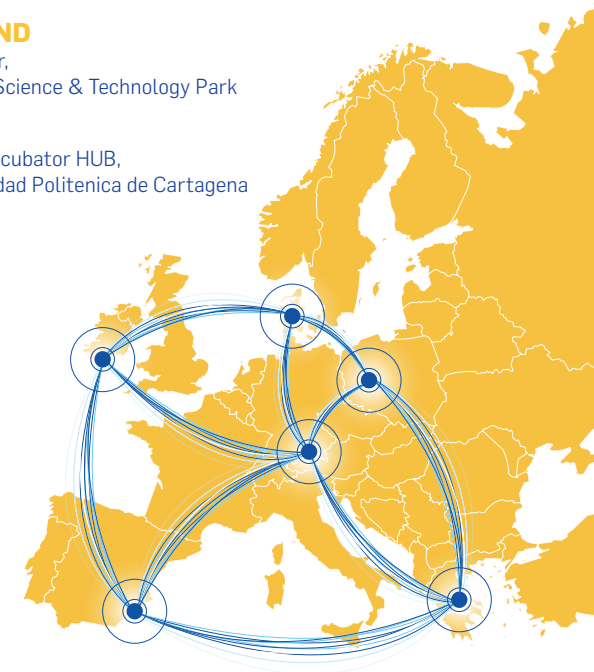 ND
r,
Science & Technology Park
cubator HUB,
dad Politenica de Cartagena